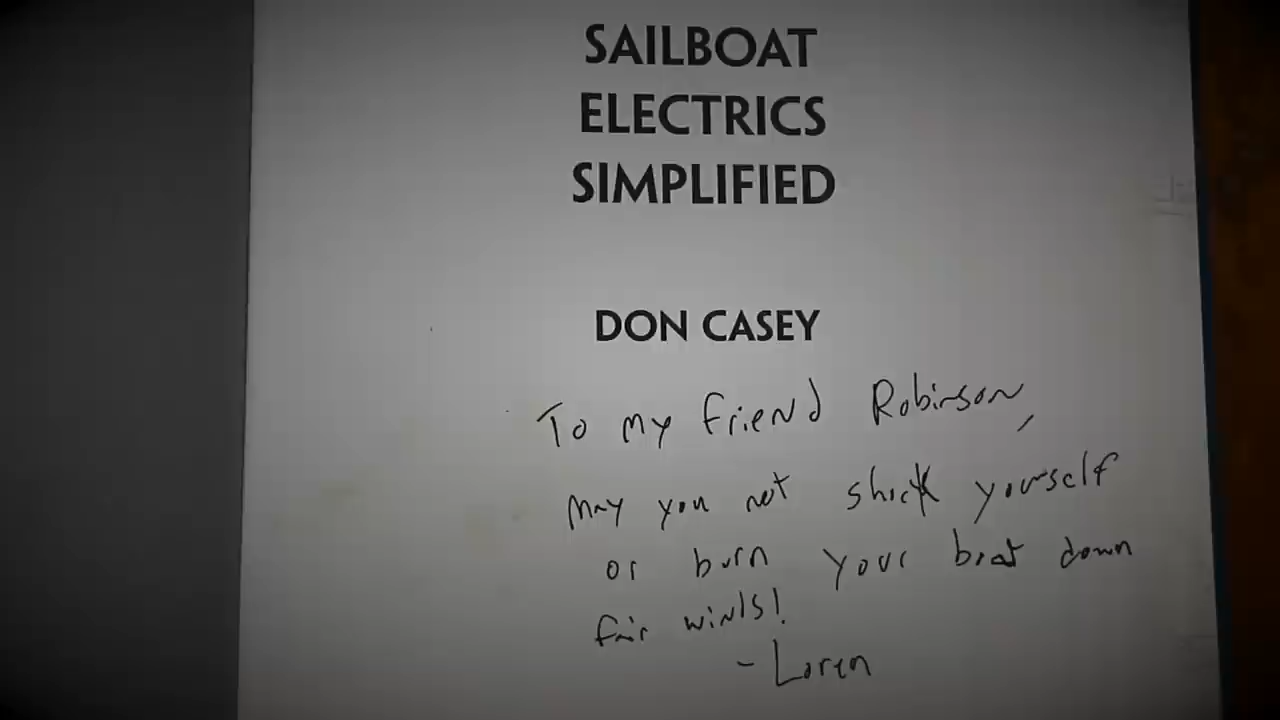 SAILBOAT
ELECTRICS
SIMPLIFIED
DON CASEY
To my friend Robinson,
May you not shock yourself
or burn your boat down
fair winds!
- Loren